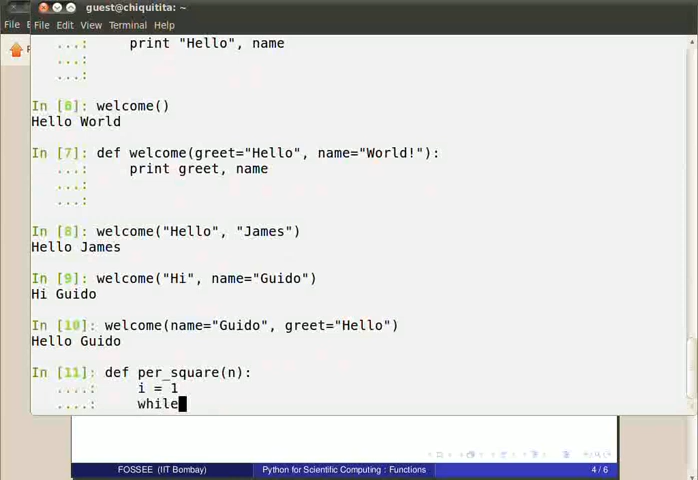 guest@chiquitita: ~
File Edit View Terminal Help
File
...: print "Hello", name
...:
...:
In [6]: welcome()
Hello World
In [7]: def welcome(greet="Hello", name="World!"):
...: print greet, name
...:
...:
In [8]: welcome("Hello", "James")
Hello James
In [9]: welcome("Hi", name="Guido")
Hi Guido
In [10]: welcome(name="Guido", greet="Hello")
Hello Guido
In [11]: def per_square(n):
....: i = 1
....: while
FOSSEE (IIT Bombay) Python for Scientific Computing : Functions 4 / 6